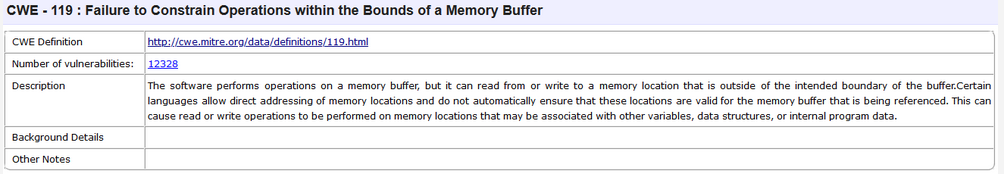 CWE - 119 : Failure to Constrain Operations within the Bounds of a Memory Buffer
CWE Definition http://cwe.mitre.org/data/definitions/119.html
Number of vulnerabilities: 12328
Description The software performs operations on a memory buffer, but it can read from or write to a memory location that is outside of the intended boundary of the buffer.Certain
languages allow direct addressing of memory locations and do not automatically ensure that these locations are valid for the memory buffer that is being referenced. This can
cause read or write operations to be performed on memory locations that may be associated with other variables, data structures, or internal program data.
Background Details
Other Notes